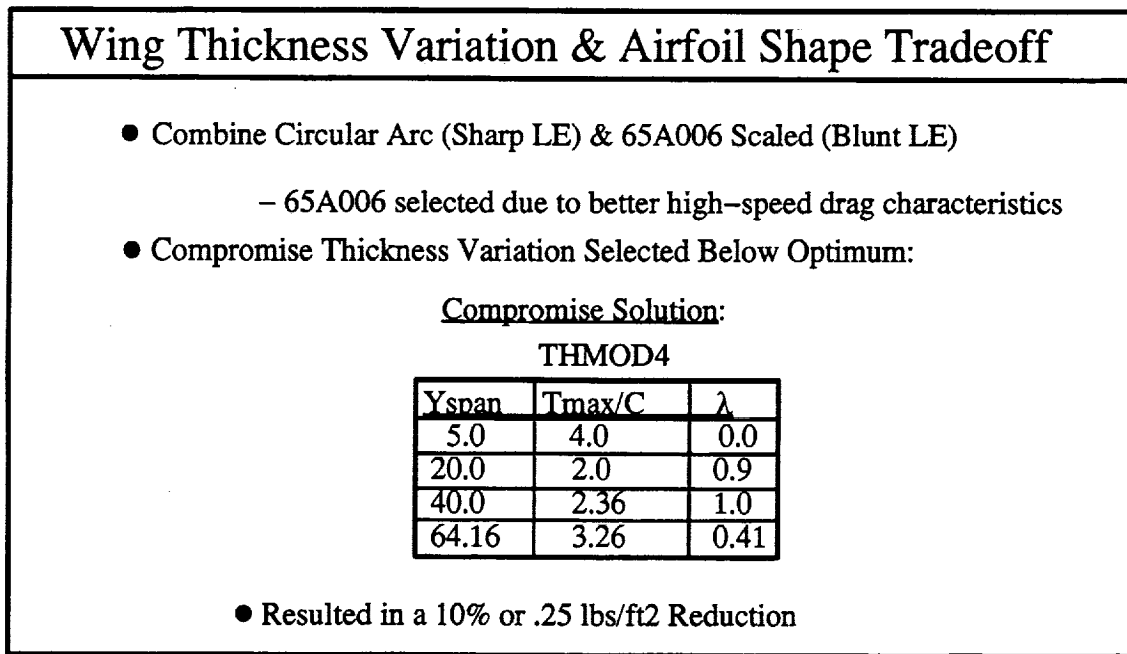 Wing Thickness Variation & Airfoil Shape Tradeoff
● Combine Circular Arc (Sharp LE) & 65A006 Scaled (Blunt LE)
– 65A006 selected due to better high–speed drag characteristics
● Compromise Thickness Variation Selected Below Optimum:
Compromise Solution:
THMOD4
Yspan Tmax/C λ
5.0 4.0 0.0
20.0 2.0 0.9
40.0 2.36 1.0
64.16 3.26 0.41
● Resulted in a 10% or .25 lbs/ft2 Reduction